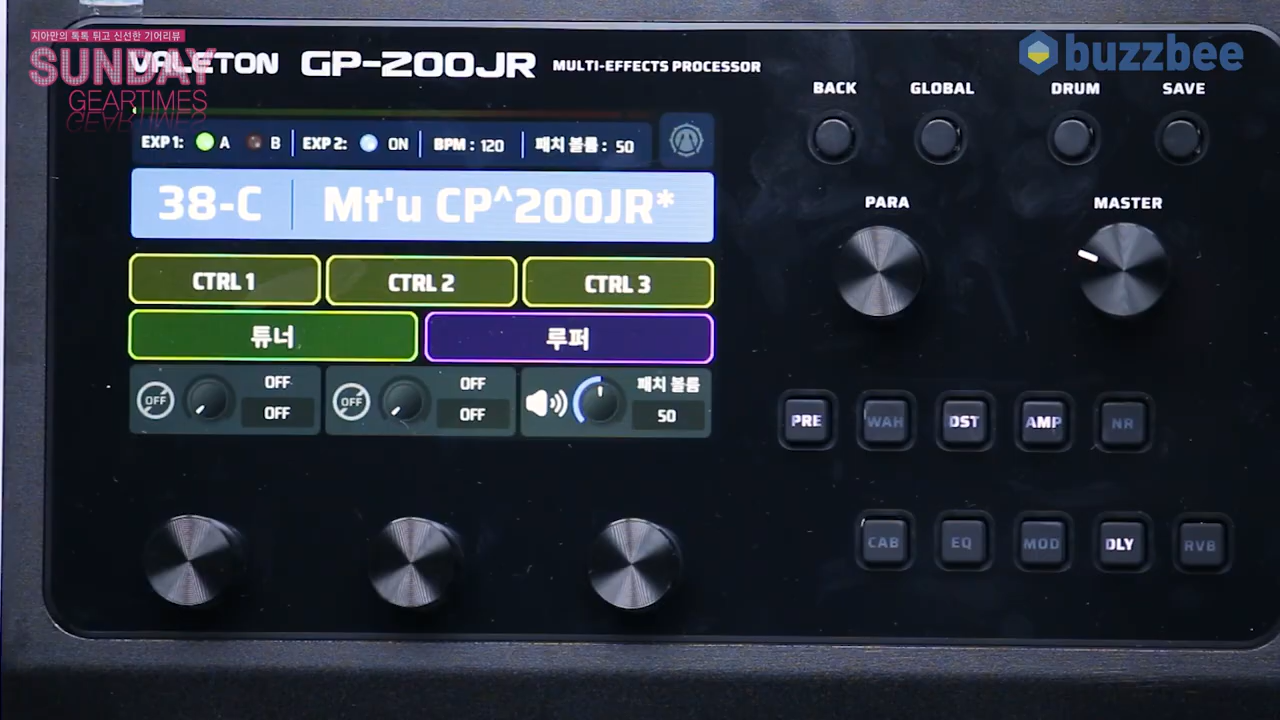 지아만의 톡톡 튀고 신선한 기어리뷰
SUNDAY
GEARTIMES
buzzbee
VALETON GP-200JR MULTI-EFFECTS PROCESSOR
BACK GLOBAL DRUM SAVE
EXP 1: A B EXP 2: ON BPM : 120 패치 볼륨 : 50
38-C Mt'u CP^200JR*
PARA MASTER
CTRL 1 CTRL 2 CTRL 3
튜너 루퍼
OFF OFF OFF OFF 패치 볼륨
OFF OFF 50
PRE WAH DST AMP NR
CAB EQ MOD DLY RVB